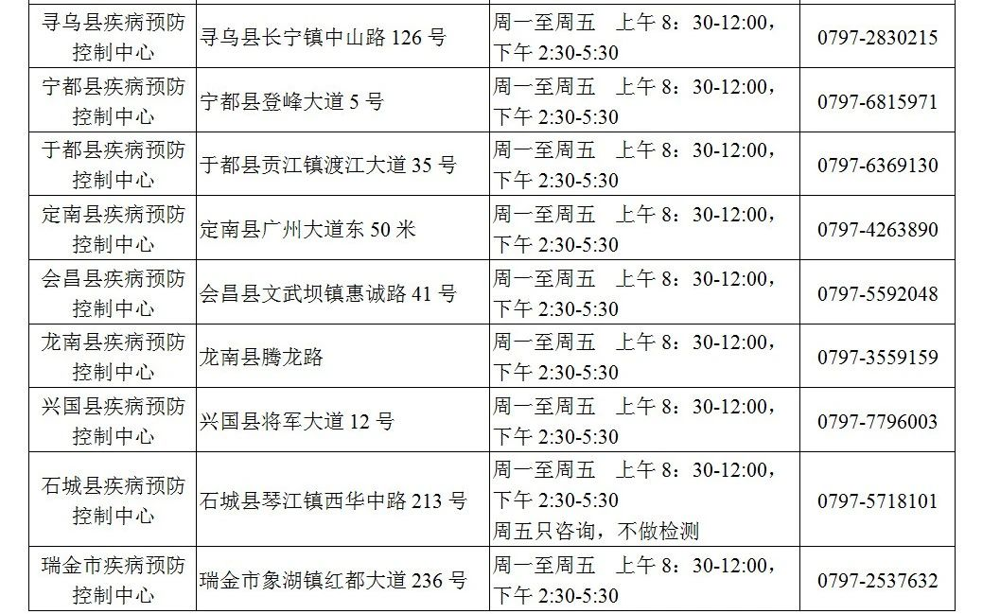 寻乌县疾病预防
控制中心
寻乌县长宁镇中山路 126 号
周一至周五 上午 8：30-12:00，
下午 2:30-5:30
0797-2830215
宁都县疾病预防
控制中心
宁都县登峰大道 5 号
周一至周五 上午 8：30-12:00，
下午 2:30-5:30
0797-6815971
于都县疾病预防
控制中心
于都县贡江镇渡江大道 35 号
周一至周五 上午 8：30-12:00，
下午 2:30-5:30
0797-6369130
定南县疾病预防
控制中心
定南县广州大道东 50 米
周一至周五 上午 8：30-12:00，
下午 2:30-5:30
0797-4263890
会昌县疾病预防
控制中心
会昌县文武坝镇惠诚路 41 号
周一至周五 上午 8：30-12:00，
下午 2:30-5:30
0797-5592048
龙南县疾病预防
控制中心
龙南县腾龙路
周一至周五 上午 8：30-12:00，
下午 2:30-5:30
0797-3559159
兴国县疾病预防
控制中心
兴国县将军大道 12 号
周一至周五 上午 8：30-12:00，
下午 2:30-5:30
0797-7796003
石城县疾病预防
控制中心
石城县琴江镇西华中路 213 号
周一至周五 上午 8：30-12:00，
下午 2:30-5:30
周五只咨询，不做检测
0797-5718101
瑞金市疾病预防
控制中心
瑞金市象湖镇红都大道 236 号
周一至周五 上午 8：30-12:00，
下午 2:30-5:30
0797-2537632